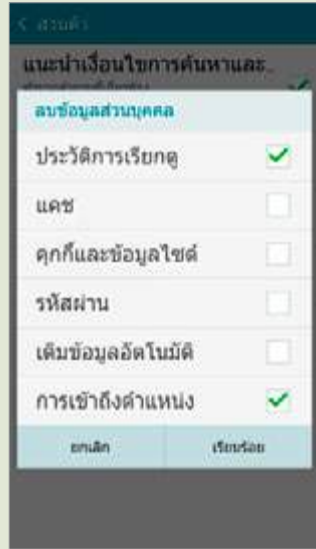 < ส่วนตัว
แนะนำเงื่อนไขการค้นหาและ..
ลบข้อมูลส่วนบุคคล
ประวัติการเรียกดู
แคช
คุกกี้และข้อมูลไซต์
รหัสผ่าน
เติมข้อมูลอัตโนมัติ
การเข้าถึงตำแหน่ง
ยกเลิก
เรียบร้อย